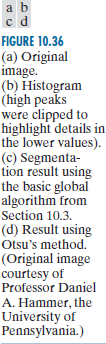 a b
c d
FIGURE 10.36
(a) Original
image.
(b) Histogram
(high peaks
were clipped to
highlight details in
the lower values).
(c) Segmenta-
tion result using
the basic global
algorithm from
Section 10.3.
(d) Result using
Otsu's method.
(Original image
courtesy of
Professor Daniel
A. Hammer, the
University of
Pennsylvania.)